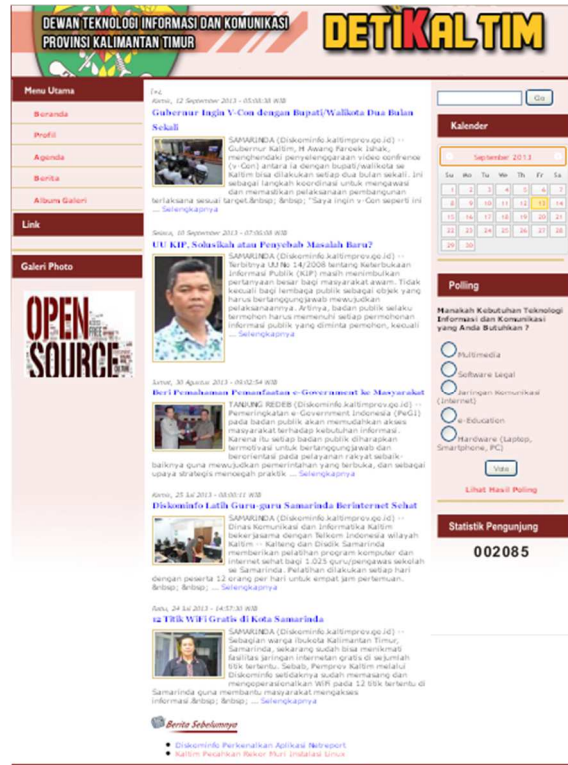 DEWAN TEKNOLOGI INFORMASI DAN KOMUNIKASI
PROVINSI KALIMANTAN TIMUR
DETIKALTIM
Menu Utama
Beranda
Profil
Agenda
Berita
Album Galeri
Link
Galeri Photo
OPEN
SOURCE
Kamis, 12 September 2013 - 05:00:38 WIB
Gubernur Ingin V-Con dengan Bupati/Walikota Dua Bulan
Sekali
SAMARINDA (Diskominfo.kaltimprov.go.id) --
Gubernur Kaltim, H Awang Faroek Ishak,
menghendaki penyelenggaraan video confrence
(v-Con) antara ia dengan bupati/walikota se
Kaltim bisa dilakukan setiap dua bulan sekali. Ini
sebagai langkah koordinasi untuk mengawasi
dan memastikan pelaksanaan pembangunan
terlaksana sesuai target.&nbsp; &nbsp; "Saya ingin v-Con seperti ini
... Selengkapnya
Selasa, 10 September 2013 - 07:00:08 WIB
UU KIP, Solusikah atau Penyebab Masalah Baru?
SAMARINDA (Diskominfo.kaltimprov.go.id) --
Terbitnya UU No 14/2008 tentang Keterbukaan
Informasi Publik (KIP) masih menimbulkan
pertanyaan besar bagi masyarakat awam. Tidak
kecuali bagi lembaga publik sebagai objek yang
harus bertanggungjawab mewujudkan
pelaksanaannya. Artinya, badan publik selaku
termohon harus memenuhi setiap permohonan
informasi publik yang diminta pemohon, kecuali
... Selengkapnya
Jumat, 30 Agustus 2013 - 09:02:54 WIB
Beri Pemahaman Pemanfaatan e-Government ke Masyarakat
TANJUNG REDEB (Diskominfo.kaltimprov.go.id) --
Pemeringkatan e-Government Indonesia (PeGI)
pada badan publik akan memudahkan akses
masyarakat terhadap kebutuhan informasi.
Karena itu setiap badan publik diharapkan
termotivasi untuk bertanggungjawab dan
berorientasi pada pelayanan rakyat sebaik-
baiknya guna mewujudkan pemerintahan yang terbuka, dan sebagai
upaya strategis mencegah praktik ... Selengkapnya
Kamis, 25 Juli 2013 - 08:00:11 WIB
Diskominfo Latih Guru-guru Samarinda Berinternet Sehat
SAMARINDA (Diskominfo.kaltimprov.go.id) --
Dinas Komunikasi dan Informatika Kaltim
bekerjasama dengan Telkom Indonesia wilayah
Kaltim -- Kalteng dan Disdik Samarinda
memberikan pelatihan program komputer dan
internet sehat bagi 1.025 guru/pengawas sekolah
se Samarinda. Pelatihan dilakukan setiap hari
dengan peserta 12 orang per hari untuk empat jam pertemuan.
&nbsp; &nbsp; ... Selengkapnya
Rabu, 24 Juli 2013 - 14:57:30 WIB
12 Titik WiFi Gratis di Kota Samarinda
SAMARINDA (Diskominfo.kaltimprov.go.id) --
Sebagian warga ibukota Kalimantan Timur,
Samarinda, sekarang sudah bisa menikmati
fasilitas jaringan internetan gratis di sejumlah
titik tertentu. Sebab, Pemprov Kaltim melalui
Diskominfo setidaknya sudah memasang dan
mengoperasionalkan WiFi pada 12 titik tertentu di
Samarinda guna membantu masyarakat mengakses
informasi.&nbsp; &nbsp; ... Selengkapnya
Berita Sebelumnya
Diskominfo Perkenalkan Aplikasi Netreport
Kaltim Pecahkan Rekor Muri Instalasi Linux
Go
Kalender
September 2013
Su Mo Tu We Th Fr Sa
1 2 3 4 5 6 7
8 9 10 11 12 13 14
15 16 17 18 19 20 21
22 23 24 25 26 27 28
29 30
Polling
Manakah Kebutuhan Teknologi
Informasi dan Komunikasi
yang Anda Butuhkan ?
Multimedia
Software Legal
Jaringan Komunikasi
(Internet)
e-Education
Hardware (Laptop,
Smartphone, PC)
Vote
Lihat Hasil Poling
Statistik Pengunjung
002085